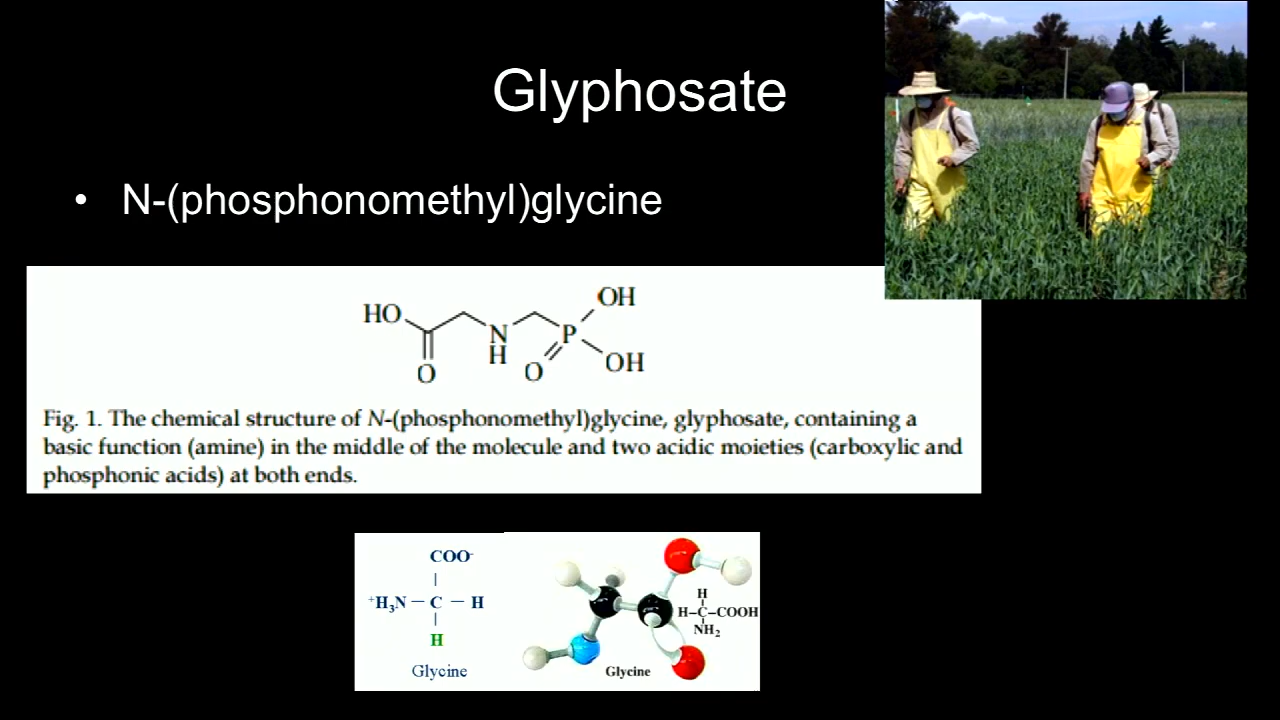 Glyphosate
• N-(phosphonomethyl)glycine
HO
O
N
H
O
P
OH
OH
Fig. 1. The chemical structure of N-(phosphonomethyl)glycine, glyphosate, containing a
basic function (amine) in the middle of the molecule and two acidic moieties (carboxylic and
phosphonic acids) at both ends.
COO-
+H3N — C — H
H
Glycine
H
H–C–COOH
NH2
Glycine